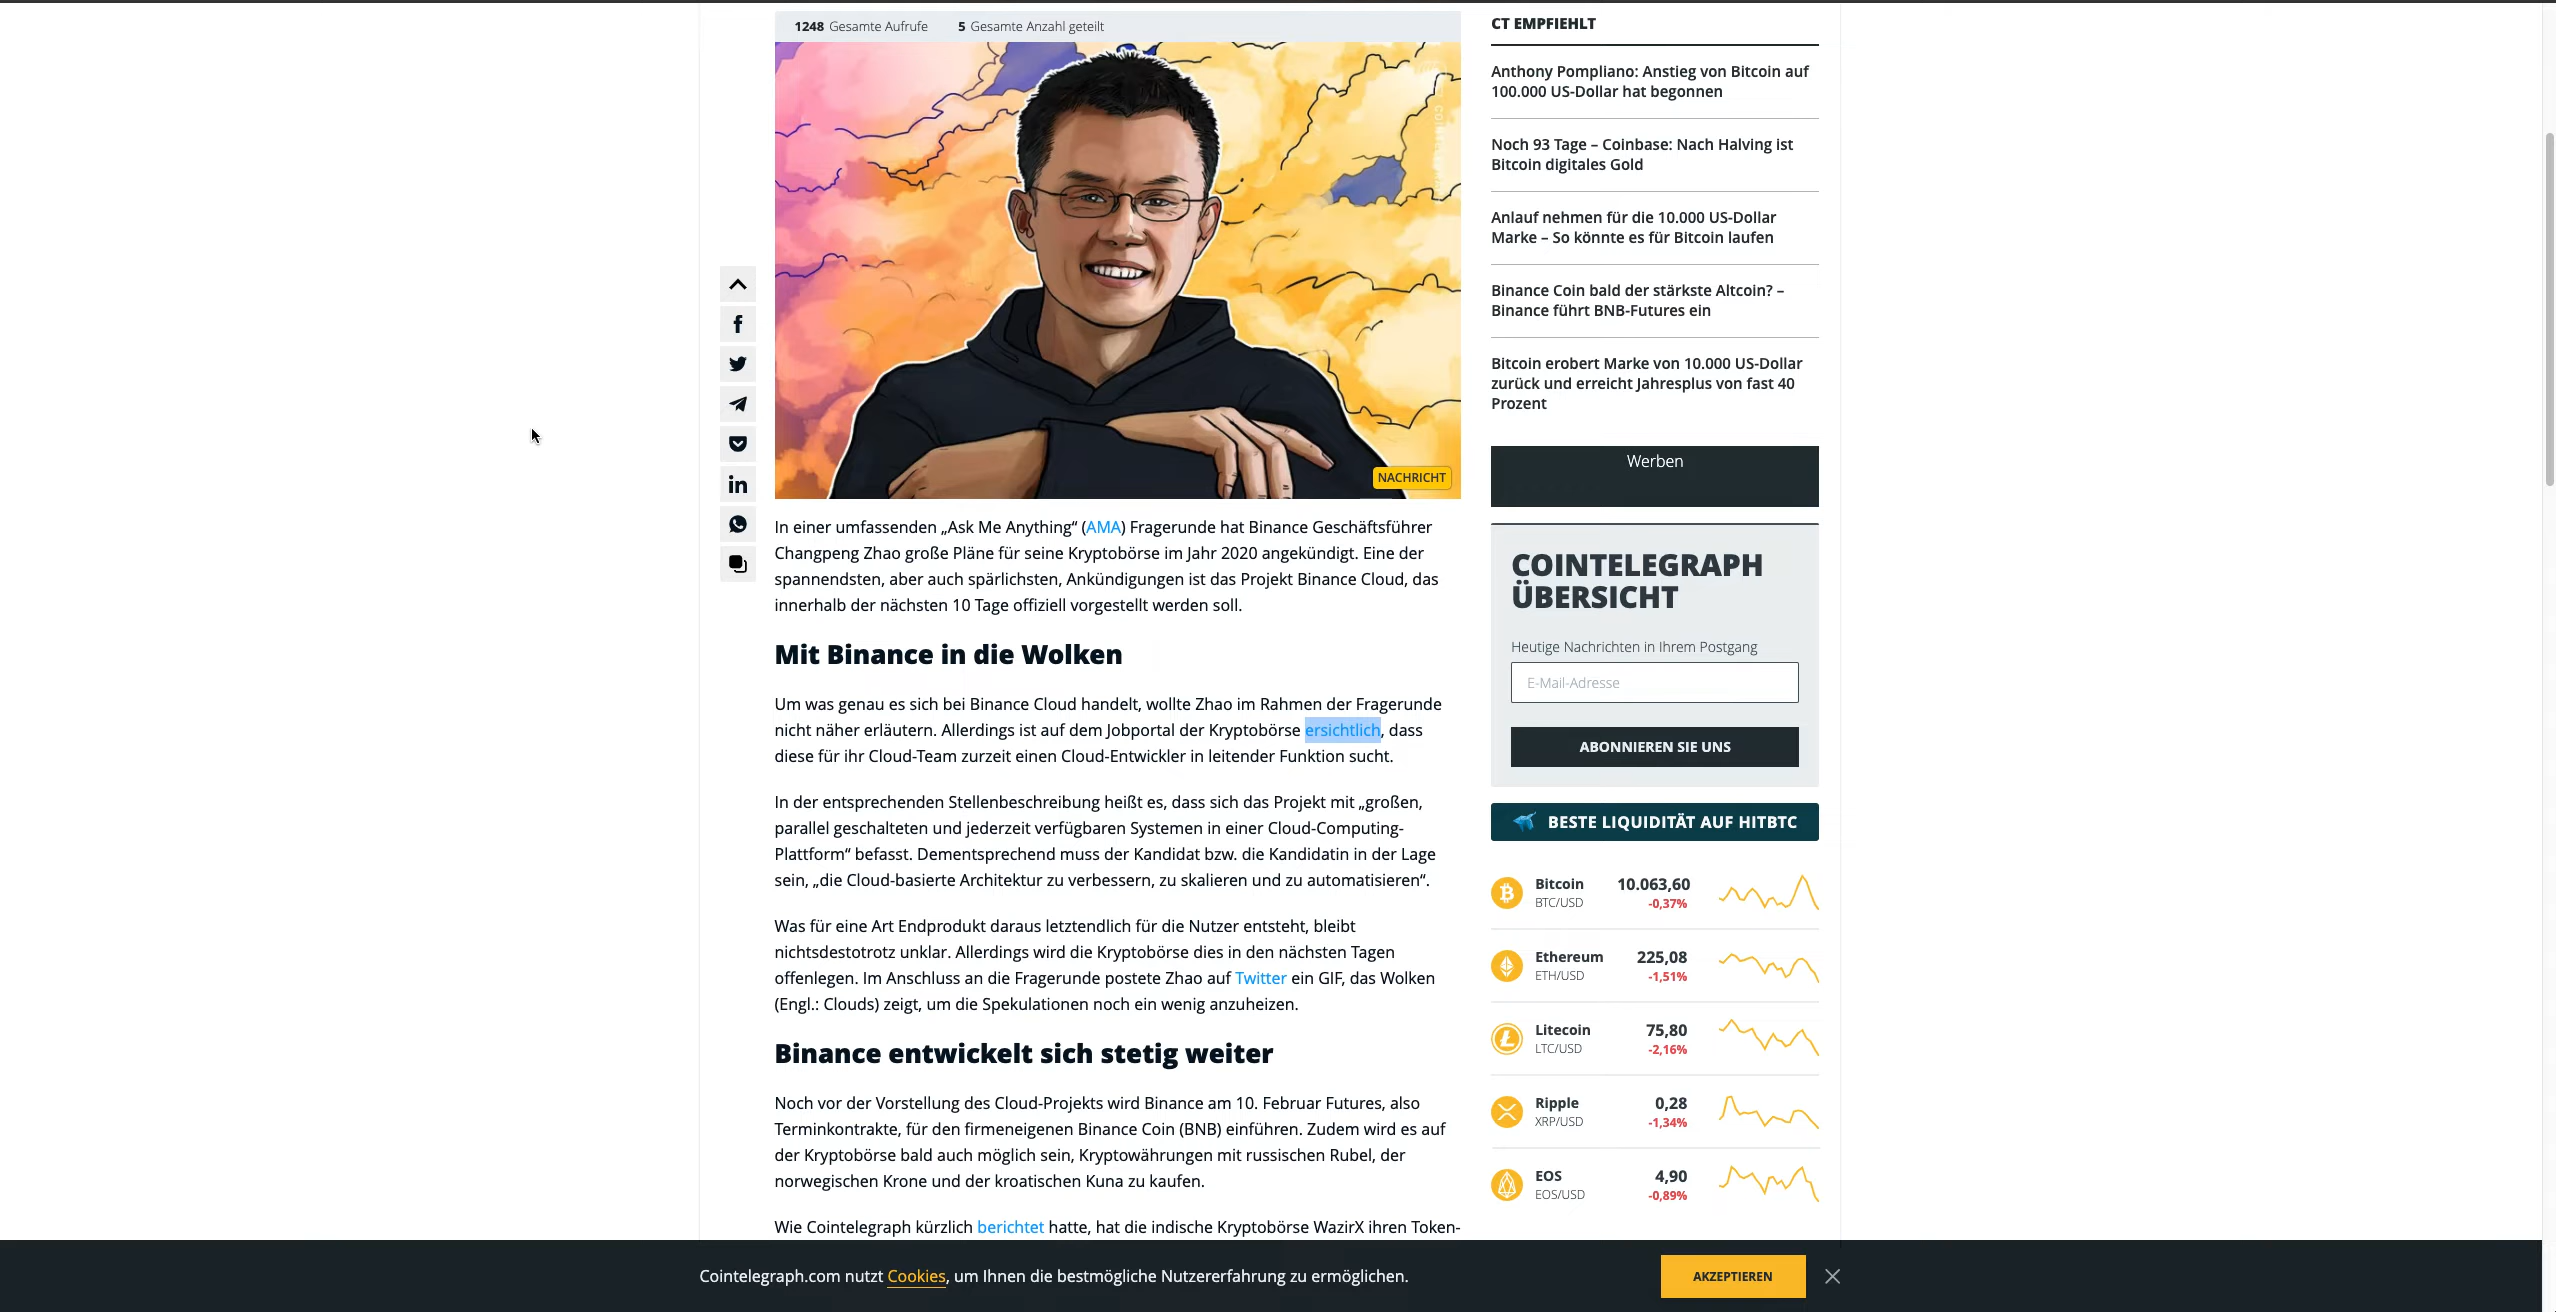 1248 Gesamte Aufrufe 5 Gesamte Anzahl geteilt
NACHRICHT
In einer umfassenden „Ask Me Anything“ (AMA) Fragerunde hat Binance Geschäftsführer
Changpeng Zhao große Pläne für seine Kryptobörse im Jahr 2020 angekündigt. Eine der
spannendsten, aber auch spärlichsten, Ankündigungen ist das Projekt Binance Cloud, das
innerhalb der nächsten 10 Tage offiziell vorgestellt werden soll.
Mit Binance in die Wolken
Um was genau es sich bei Binance Cloud handelt, wollte Zhao im Rahmen der Fragerunde
nicht näher erläutern. Allerdings ist auf dem Jobportal der Kryptobörse ersichtlich, dass
diese für ihr Cloud-Team zurzeit einen Cloud-Entwickler in leitender Funktion sucht.
In der entsprechenden Stellenbeschreibung heißt es, dass sich das Projekt mit „großen,
parallel geschalteten und jederzeit verfügbaren Systemen in einer Cloud-Computing-
Plattform“ befasst. Dementsprechend muss der Kandidat bzw. die Kandidatin in der Lage
sein, „die Cloud-basierte Architektur zu verbessern, zu skalieren und zu automatisieren“.
Was für eine Art Endprodukt daraus letztendlich für die Nutzer entsteht, bleibt
nichtsdestotrotz unklar. Allerdings wird die Kryptobörse dies in den nächsten Tagen
offenlegen. Im Anschluss an die Fragerunde postete Zhao auf Twitter ein GIF, das Wolken
(Engl.: Clouds) zeigt, um die Spekulationen noch ein wenig anzuheizen.
Binance entwickelt sich stetig weiter
Noch vor der Vorstellung des Cloud-Projekts wird Binance am 10. Februar Futures, also
Terminkontrakte, für den firmeneigenen Binance Coin (BNB) einführen. Zudem wird es auf
der Kryptobörse bald auch möglich sein, Kryptowährungen mit russischen Rubel, der
norwegischen Krone und der kroatischen Kuna zu kaufen.
Wie Cointelegraph kürzlich berichtet hatte, hat die indische Kryptobörse WazirX ihren Token-
CT EMPFIEHLT
Anthony Pompliano: Anstieg von Bitcoin auf
100.000 US-Dollar hat begonnen
Noch 93 Tage – Coinbase: Nach Halving ist
Bitcoin digitales Gold
Anlauf nehmen für die 10.000 US-Dollar
Marke – So könnte es für Bitcoin laufen
Binance Coin bald der stärkste Altcoin? –
Binance führt BNB-Futures ein
Bitcoin erobert Marke von 10.000 US-Dollar
zurück und erreicht Jahresplus von fast 40
Prozent
Werben
COINTELEGRAPH
ÜBERSICHT
Heutige Nachrichten in Ihrem Postgang
E-Mail-Adresse
ABONNIEREN SIE UNS
BESTE LIQUIDITÄT AUF HITBTC
Bitcoin 10.063,60
BTC/USD -0,37%
Ethereum 225,08
ETH/USD -1,51%
Litecoin 75,80
LTC/USD -2,16%
Ripple 0,28
XRP/USD -1,34%
EOS 4,90
EOS/USD -0,89%
Cointelegraph.com nutzt Cookies, um Ihnen die bestmögliche Nutzererfahrung zu ermöglichen.
AKZEPTIEREN